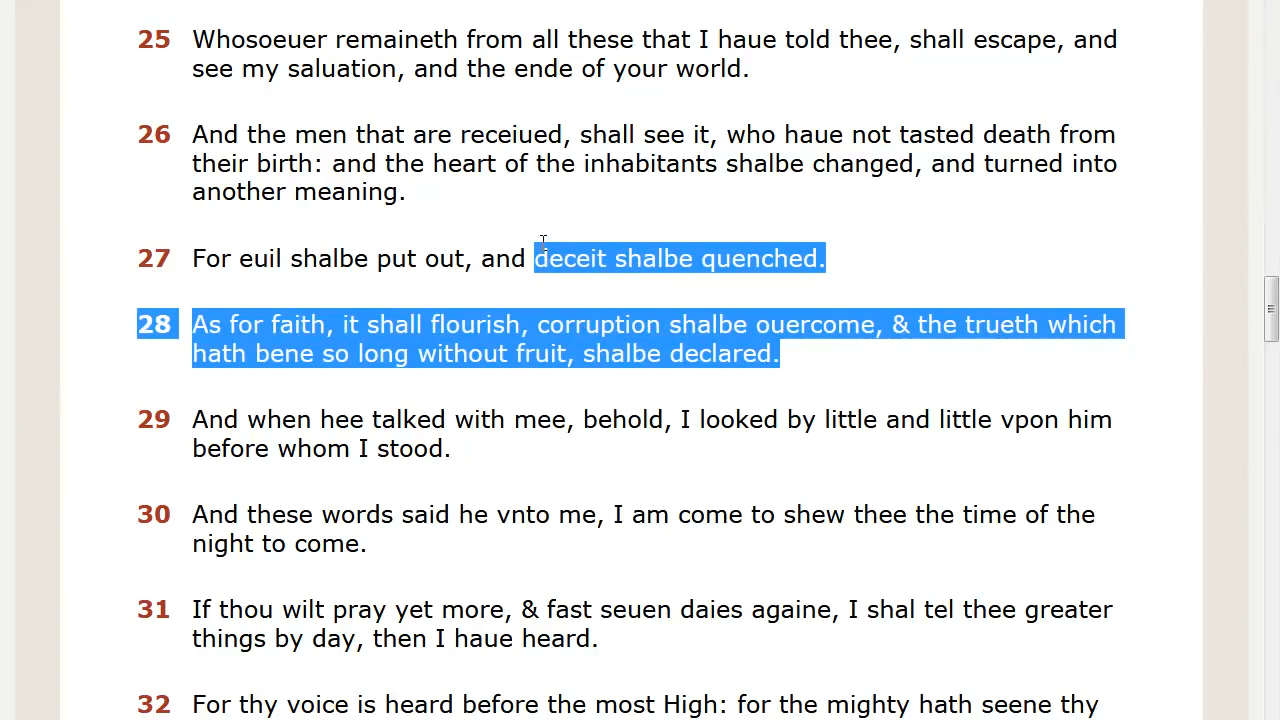 25 Whosoeuer remaineth from all these that I haue told thee, shall escape, and
see my saluation, and the ende of your world.
26 And the men that are receiued, shall see it, who haue not tasted death from
their birth: and the heart of the inhabitants shalbe changed, and turned into
another meaning.
27 For euil shalbe put out, and deceit shalbe quenched.
28 As for faith, it shall flourish, corruption shalbe ouercome, & the trueth which
hath bene so long without fruit, shalbe declared.
29 And when hee talked with mee, behold, I looked by little and little vpon him
before whom I stood.
30 And these words said he vnto me, I am come to shew thee the time of the
night to come.
31 If thou wilt pray yet more, & fast seuen daies againe, I shal tel thee greater
things by day, then I haue heard.
32 For thy voice is heard before the most High: for the mighty hath seene thy